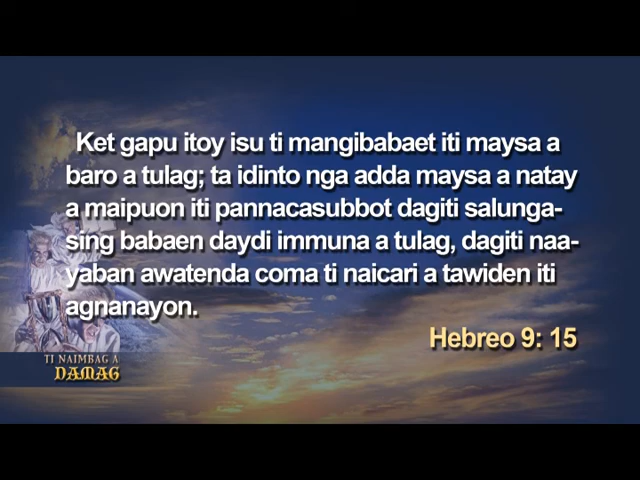 Ket gapu itoy isu ti mangibabaet iti maysa a
baro a tulag; ta idinto nga adda maysa a natay
a maipuon iti pannacasubbot dagiti salunga-
sing babaen daydi immuna a tulag, dagiti naa-
yaban awatenda coma ti naicari a tawiden iti
agnanayon.
Hebreo 9: 15
TI NAIMBAG A
DAMAG